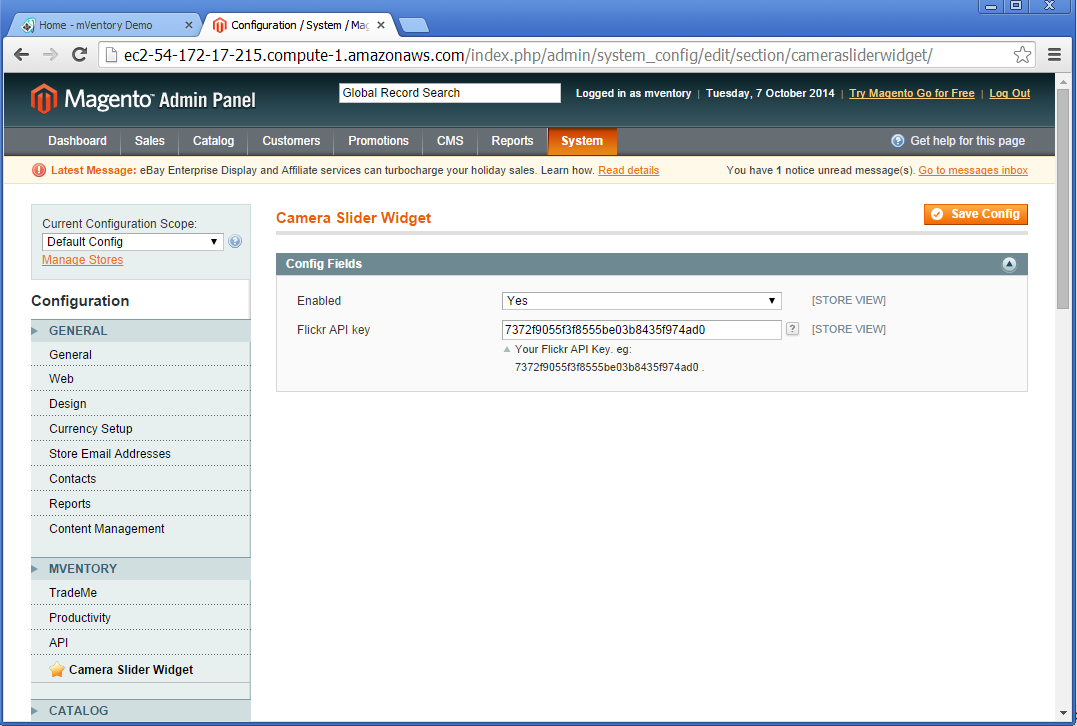 Home - mVentory Demo
Configuration / System / Mag
ec2-54-172-17-215.compute-1.amazonaws.com/index.php/admin/system_config/edit/section/camerasliderwidget/
Magento™ Admin Panel
Global Record Search
Logged in as mventory | Tuesday, 7 October 2014 | Try Magento Go for Free | Log Out
Dashboard Sales Catalog Customers Promotions CMS Reports System
Get help for this page
Latest Message: eBay Enterprise Display and Affiliate services can turbocharge your holiday sales. Learn how. Read details
You have 1 notice unread message(s). Go to messages inbox
Current Configuration Scope:
Default Config
Manage Stores
Configuration
GENERAL
General
Web
Design
Currency Setup
Store Email Addresses
Contacts
Reports
Content Management
MVENTORY
TradeMe
Productivity
API
Camera Slider Widget
CATALOG
Camera Slider Widget
Save Config
Config Fields
Enabled
Yes
[STORE VIEW]
Flickr API key
7372f9055f3f8555be03b8435f974ad0
?
[STORE VIEW]
Your Flickr API Key. eg:
7372f9055f3f8555be03b8435f974ad0 .